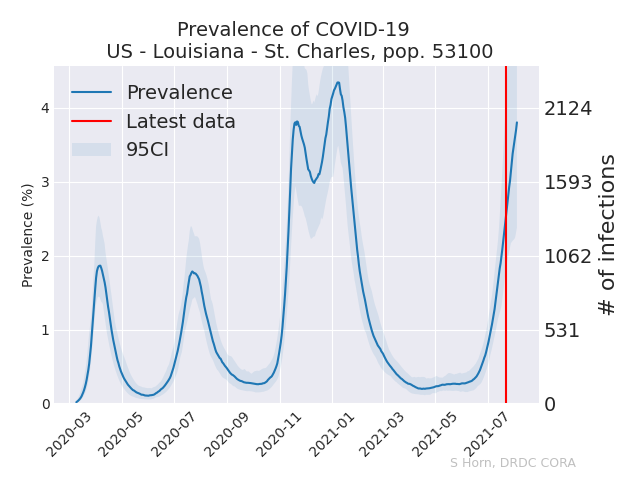 Prevalence of COVID-19
US - Louisiana - St. Charles, pop. 53100
Prevalence
Latest data
95CI
Prevalence (%)
4
3
2
1
0
2124
1593
1062
531
0
# of infections
2020-03
2020-05
2020-07
2020-09
2020-11
2021-01
2021-03
2021-05
2021-07
S Horn, DRDC CORA